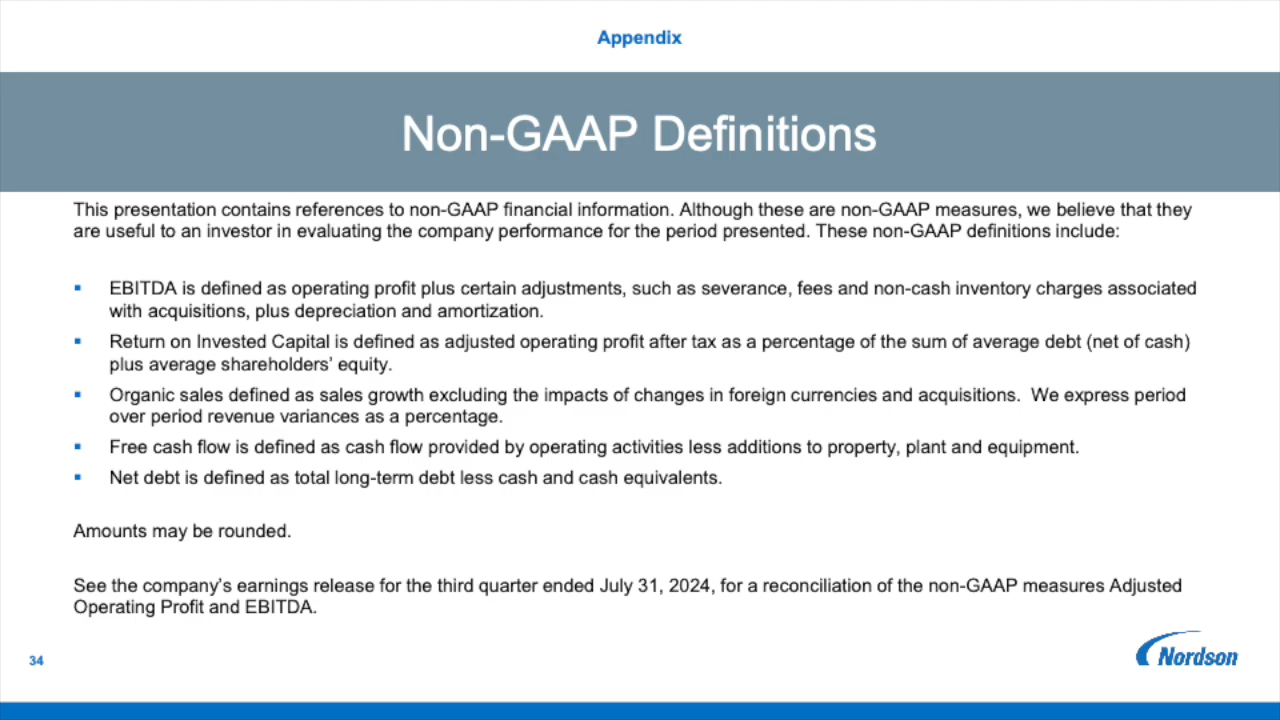 Appendix
Non-GAAP Definitions
This presentation contains references to non-GAAP financial information. Although these are non-GAAP measures, we believe that they
are useful to an investor in evaluating the company performance for the period presented. These non-GAAP definitions include:
▪ EBITDA is defined as operating profit plus certain adjustments, such as severance, fees and non-cash inventory charges associated
with acquisitions, plus depreciation and amortization.
▪ Return on Invested Capital is defined as adjusted operating profit after tax as a percentage of the sum of average debt (net of cash)
plus average shareholders’ equity.
▪ Organic sales defined as sales growth excluding the impacts of changes in foreign currencies and acquisitions.  We express period
over period revenue variances as a percentage.
▪ Free cash flow is defined as cash flow provided by operating activities less additions to property, plant and equipment.
▪ Net debt is defined as total long-term debt less cash and cash equivalents.
Amounts may be rounded.
See the company’s earnings release for the third quarter ended July 31, 2024, for a reconciliation of the non-GAAP measures Adjusted
Operating Profit and EBITDA.
34
Nordson